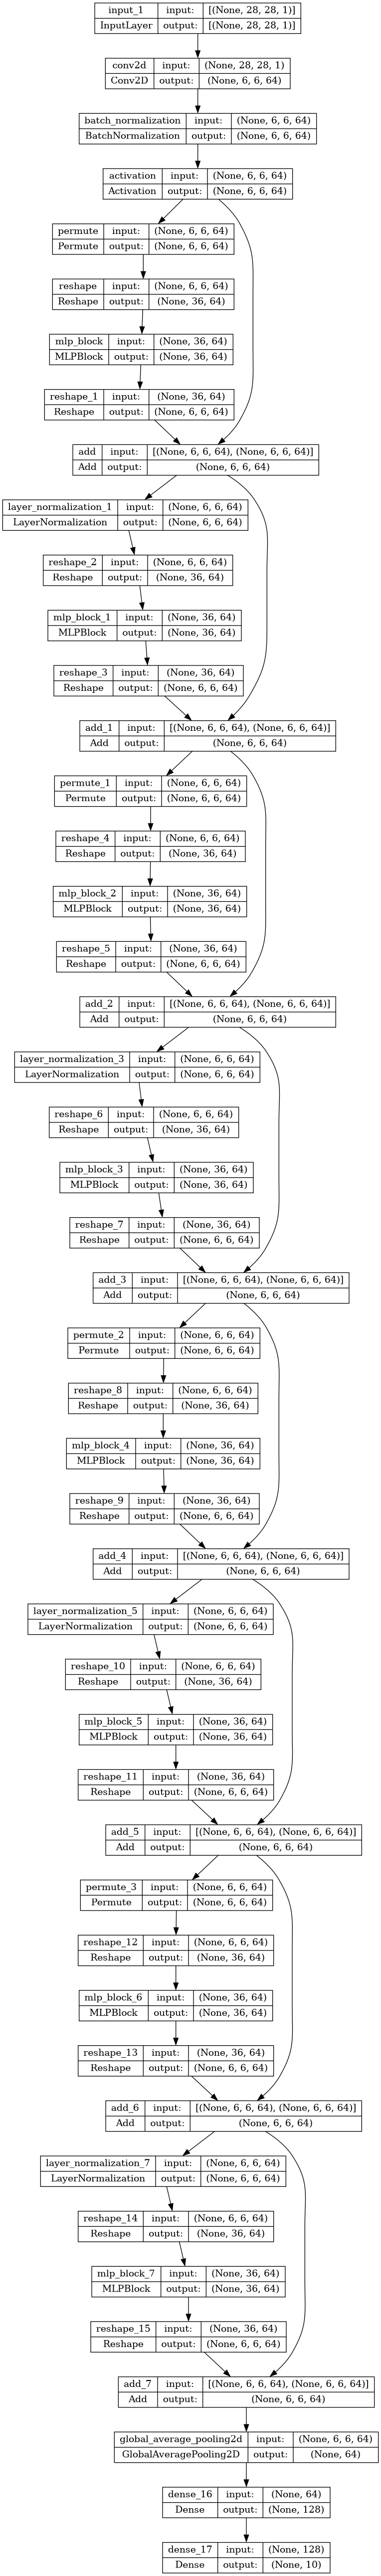 input_1 input: [(None, 28, 28, 1)]
InputLayer output: [(None, 28, 28, 1)]
conv2d input: (None, 28, 28, 1)
Conv2D output: (None, 6, 6, 64)
batch_normalization input: (None, 6, 6, 64)
BatchNormalization output: (None, 6, 6, 64)
activation input: (None, 6, 6, 64)
Activation output: (None, 6, 6, 64)
permute input: (None, 6, 6, 64)
Permute output: (None, 6, 6, 64)
reshape input: (None, 6, 6, 64)
Reshape output: (None, 36, 64)
mlp_block input: (None, 36, 64)
MLPBlock output: (None, 36, 64)
reshape_1 input: (None, 36, 64)
Reshape output: (None, 6, 6, 64)
add input: [(None, 6, 6, 64), (None, 6, 6, 64)]
Add output: (None, 6, 6, 64)
layer_normalization_1 input: (None, 6, 6, 64)
LayerNormalization output: (None, 6, 6, 64)
reshape_2 input: (None, 6, 6, 64)
Reshape output: (None, 36, 64)
mlp_block_1 input: (None, 36, 64)
MLPBlock output: (None, 36, 64)
reshape_3 input: (None, 36, 64)
Reshape output: (None, 6, 6, 64)
add_1 input: [(None, 6, 6, 64), (None, 6, 6, 64)]
Add output: (None, 6, 6, 64)
permute_1 input: (None, 6, 6, 64)
Permute output: (None, 6, 6, 64)
reshape_4 input: (None, 6, 6, 64)
Reshape output: (None, 36, 64)
mlp_block_2 input: (None, 36, 64)
MLPBlock output: (None, 36, 64)
reshape_5 input: (None, 36, 64)
Reshape output: (None, 6, 6, 64)
add_2 input: [(None, 6, 6, 64), (None, 6, 6, 64)]
Add output: (None, 6, 6, 64)
layer_normalization_3 input: (None, 6, 6, 64)
LayerNormalization output: (None, 6, 6, 64)
reshape_6 input: (None, 6, 6, 64)
Reshape output: (None, 36, 64)
mlp_block_3 input: (None, 36, 64)
MLPBlock output: (None, 36, 64)
reshape_7 input: (None, 36, 64)
Reshape output: (None, 6, 6, 64)
add_3 input: [(None, 6, 6, 64), (None, 6, 6, 64)]
Add output: (None, 6, 6, 64)
permute_2 input: (None, 6, 6, 64)
Permute output: (None, 6, 6, 64)
reshape_8 input: (None, 6, 6, 64)
Reshape output: (None, 36, 64)
mlp_block_4 input: (None, 36, 64)
MLPBlock output: (None, 36, 64)
reshape_9 input: (None, 36, 64)
Reshape output: (None, 6, 6, 64)
add_4 input: [(None, 6, 6, 64), (None, 6, 6, 64)]
Add output: (None, 6, 6, 64)
layer_normalization_5 input: (None, 6, 6, 64)
LayerNormalization output: (None, 6, 6, 64)
reshape_10 input: (None, 6, 6, 64)
Reshape output: (None, 36, 64)
mlp_block_5 input: (None, 36, 64)
MLPBlock output: (None, 36, 64)
reshape_11 input: (None, 36, 64)
Reshape output: (None, 6, 6, 64)
add_5 input: [(None, 6, 6, 64), (None, 6, 6, 64)]
Add output: (None, 6, 6, 64)
permute_3 input: (None, 6, 6, 64)
Permute output: (None, 6, 6, 64)
reshape_12 input: (None, 6, 6, 64)
Reshape output: (None, 36, 64)
mlp_block_6 input: (None, 36, 64)
MLPBlock output: (None, 36, 64)
reshape_13 input: (None, 36, 64)
Reshape output: (None, 6, 6, 64)
add_6 input: [(None, 6, 6, 64), (None, 6, 6, 64)]
Add output: (None, 6, 6, 64)
layer_normalization_7 input: (None, 6, 6, 64)
LayerNormalization output: (None, 6, 6, 64)
reshape_14 input: (None, 6, 6, 64)
Reshape output: (None, 36, 64)
mlp_block_7 input: (None, 36, 64)
MLPBlock output: (None, 36, 64)
reshape_15 input: (None, 36, 64)
Reshape output: (None, 6, 6, 64)
add_7 input: [(None, 6, 6, 64), (None, 6, 6, 64)]
Add output: (None, 6, 6, 64)
global_average_pooling2d input: (None, 6, 6, 64)
GlobalAveragePooling2D output: (None, 64)
dense_16 input: (None, 64)
Dense output: (None, 128)
dense_17 input: (None, 128)
Dense output: (None, 10)